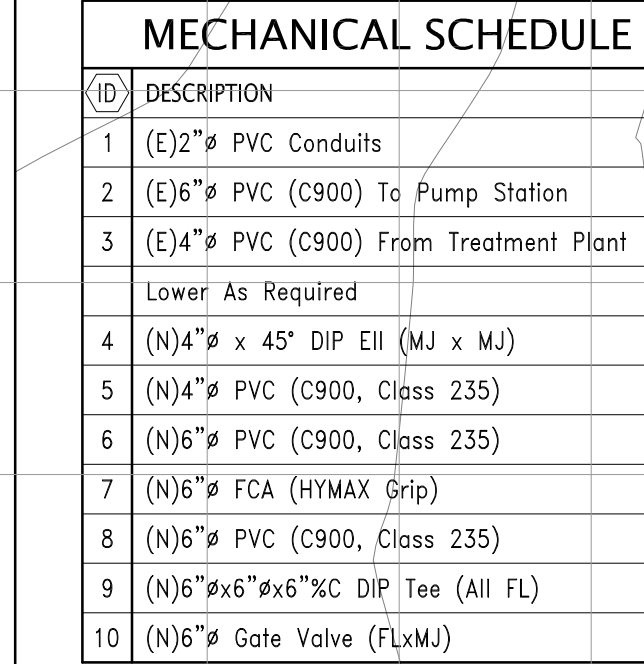 MECHANICAL SCHEDULE
ID DESCRIPTION
1 (E)2"ø PVC Conduits
2 (E)6"ø PVC (C900) To Pump Station
3 (E)4"ø PVC (C900) From Treatment Plant
Lower As Required
4 (N)4"ø x 45° DIP Ell (MJ x MJ)
5 (N)4"ø PVC (C900, Class 235)
6 (N)6"ø PVC (C900, Class 235)
7 (N)6"ø FCA (HYMAX Grip)
8 (N)6"ø PVC (C900, Class 235)
9 (N)6"øx6"øx6"%C DIP Tee (All FL)
10 (N)6"ø Gate Valve (FLxMJ)